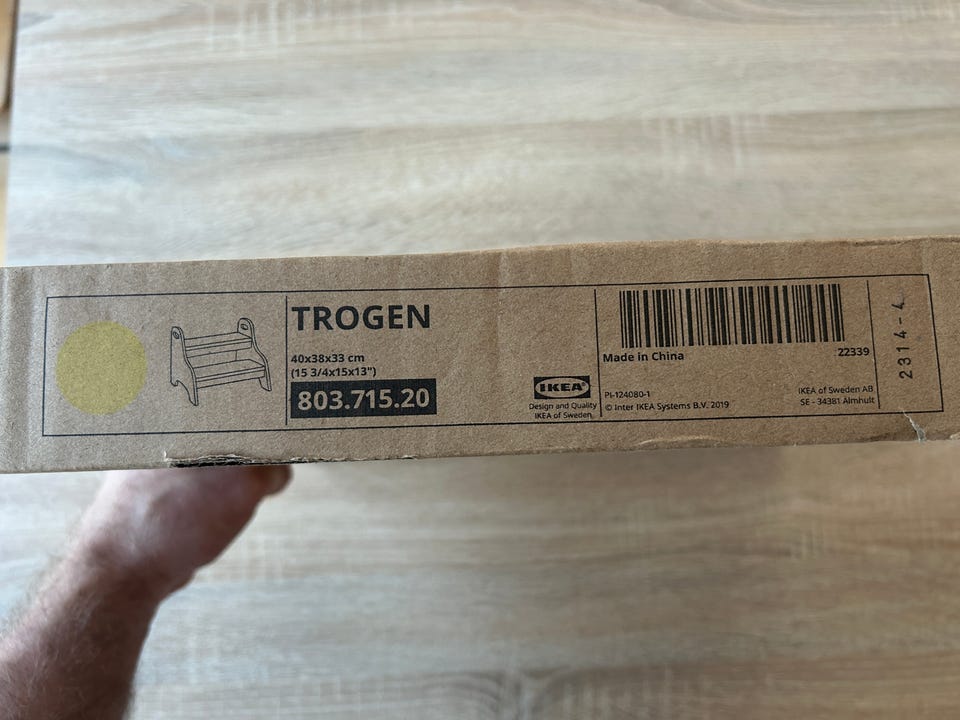 TROGEN
40x38x33 cm
(15 3/4x15x13")
803.715.20
IKEA
Design and Quality
IKEA of Sweden
Made in China
22339
PI-124080-1
© Inter IKEA Systems B.V. 2019
IKEA of Sweden AB
SE - 34381 Älmhult
2314-4